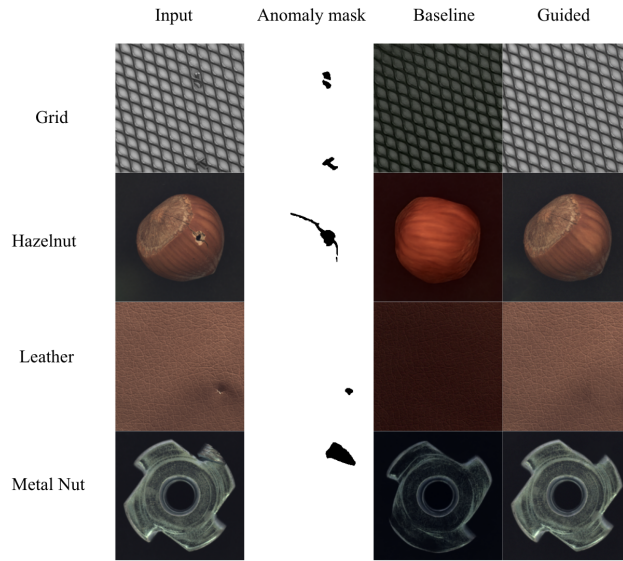 Input Anomaly mask Baseline Guided
Grid
Hazelnut
Leather
Metal Nut